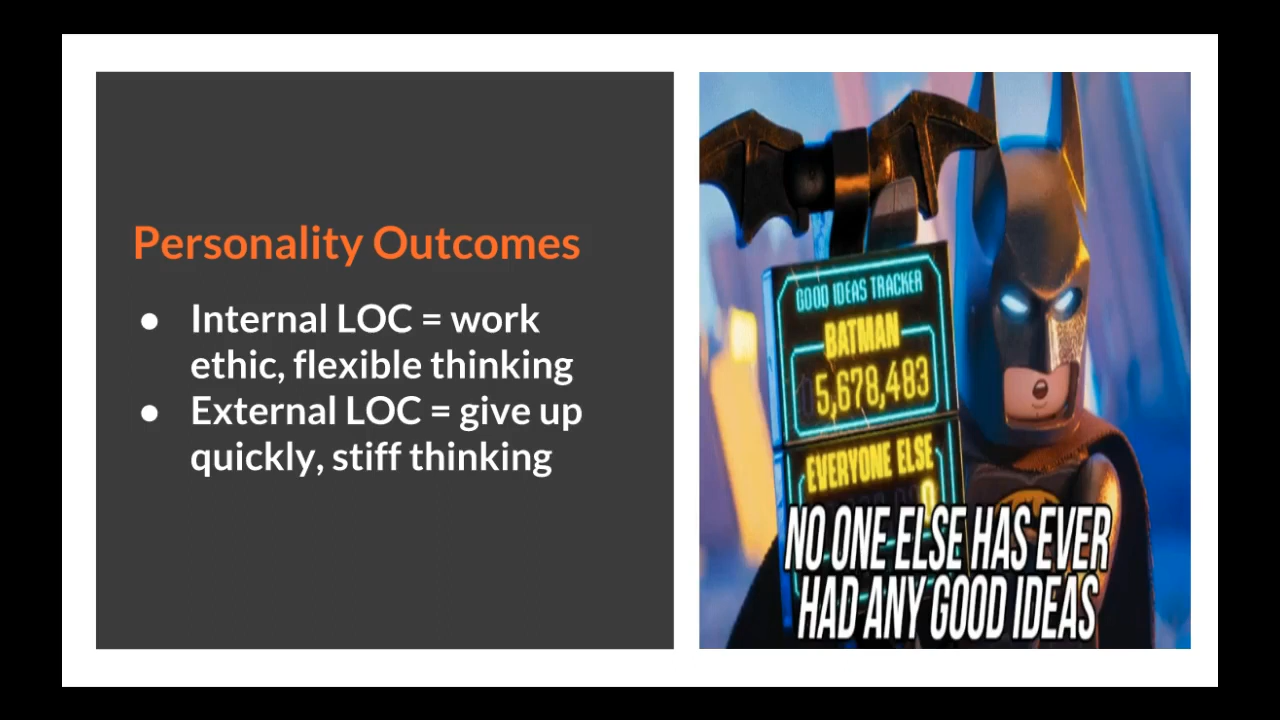 Personality Outcomes
● Internal LOC = work
ethic, flexible thinking
● External LOC = give up
quickly, stiff thinking
GOOD IDEAS TRACKER
BATMAN
5,678,483
EVERYONE ELSE
0
NO ONE ELSE HAS EVER
HAD ANY GOOD IDEAS